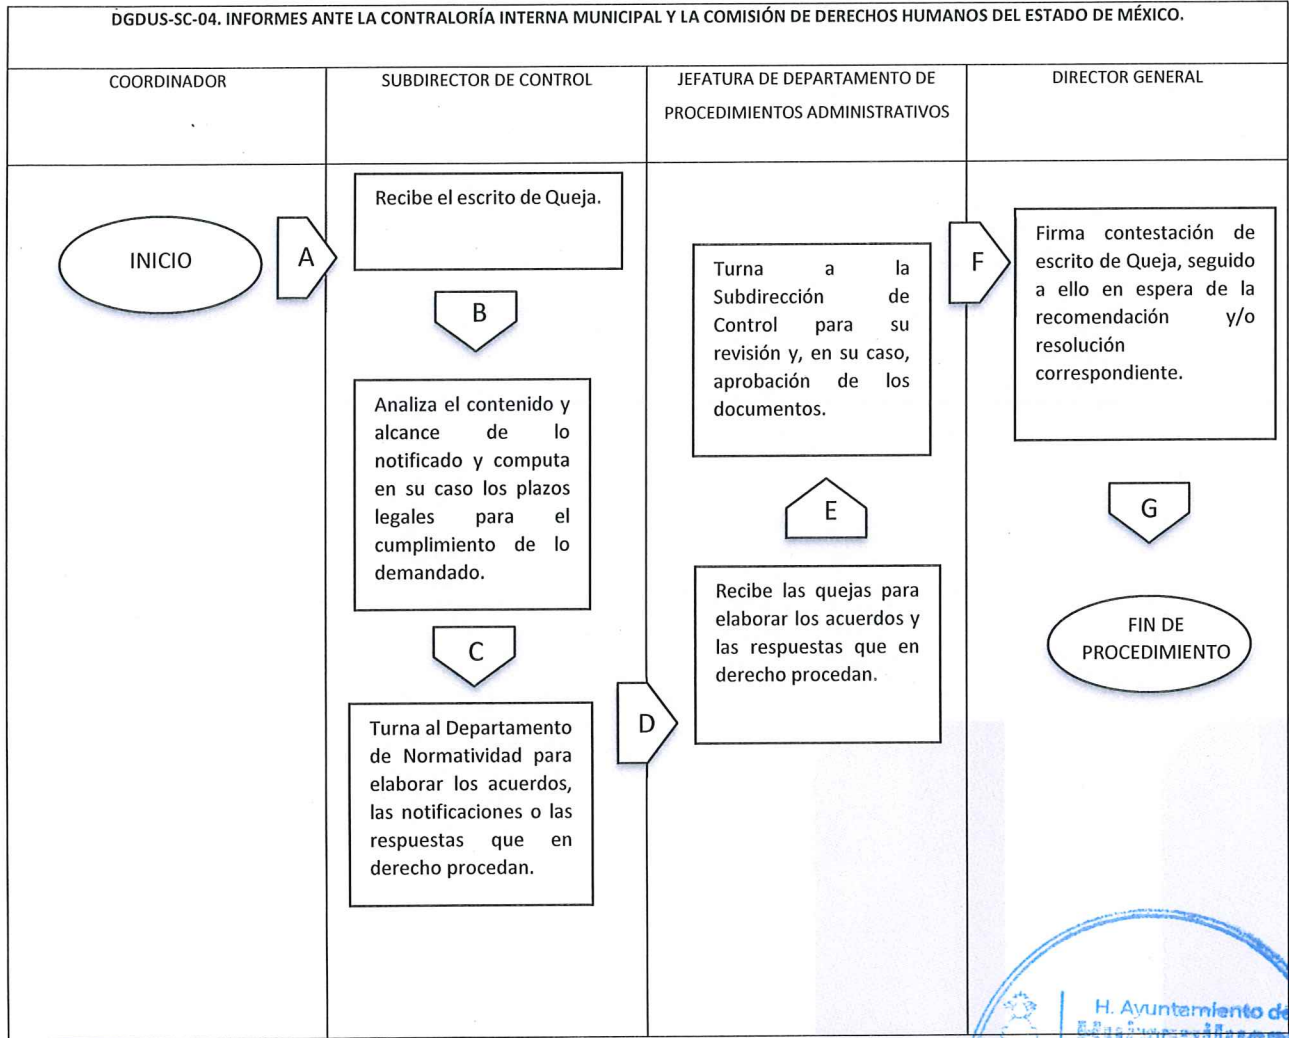 DGDUS-SC-04. INFORMES ANTE LA CONTRALORÍA INTERNA MUNICIPAL Y LA COMISIÓN DE DERECHOS HUMANOS DEL ESTADO DE MÉXICO.
COORDINADOR
SUBDIRECTOR DE CONTROL
JEFATURA DE DEPARTAMENTO DE
PROCEDIMIENTOS ADMINISTRATIVOS
DIRECTOR GENERAL
INICIO
A
Recibe el escrito de Queja.
B
Analiza el contenido y
alcance de lo
notificado y computa
en su caso los plazos
legales para el
cumplimiento de lo
demandado.
C
Turna al Departamento
de Normatividad para
elaborar los acuerdos,
las notificaciones o las
respuestas que en
derecho procedan.
D
Recibe las quejas para
elaborar los acuerdos y
las respuestas que en
derecho procedan.
E
Turna a la
Subdirección de
Control para su
revisión y, en su caso,
aprobación de los
documentos.
F
Firma contestación de
escrito de Queja, seguido
a ello en espera de la
recomendación y/o
resolución
correspondiente.
G
FIN DE
PROCEDIMIENTO
H. Ayuntamiento de